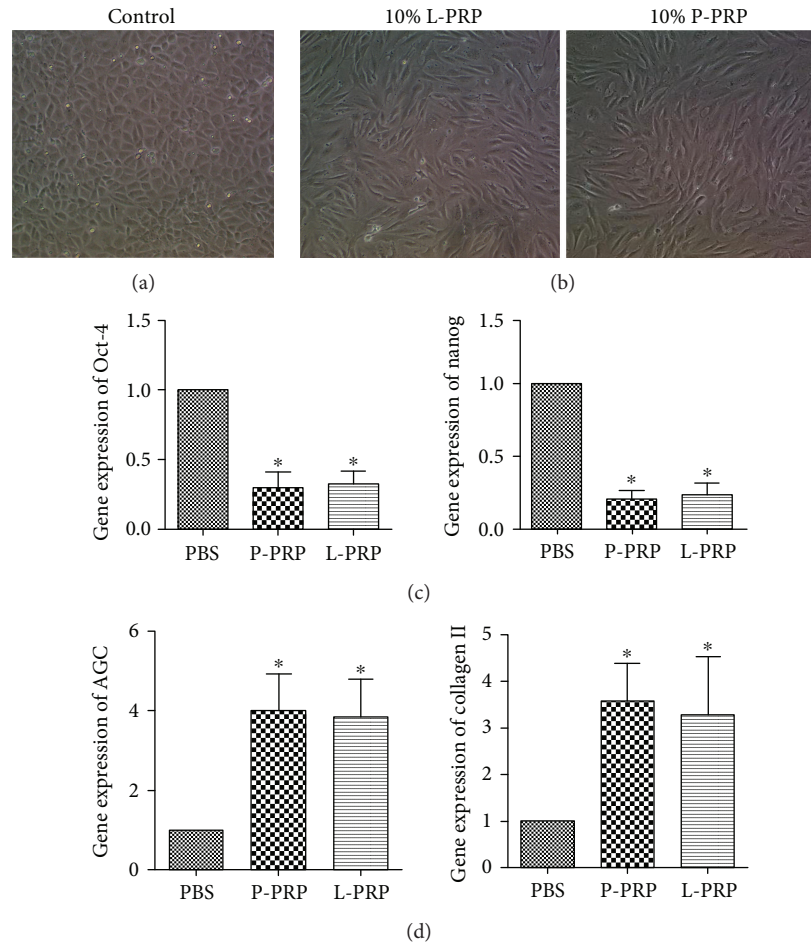 Control
10% L-PRP
10% P-PRP
(a)
(b)
Gene expression of Oct-4
1.5
1.0
0.5
0.0
*
*
PBS
P-PRP
L-PRP
Gene expression of nanog
1.5
1.0
0.5
0.0
*
*
PBS
P-PRP
L-PRP
(c)
Gene expression of AGC
6
4
2
0
*
*
PBS
P-PRP
L-PRP
Gene expression of collagen II
5
4
3
2
1
0
*
*
PBS
P-PRP
L-PRP
(d)